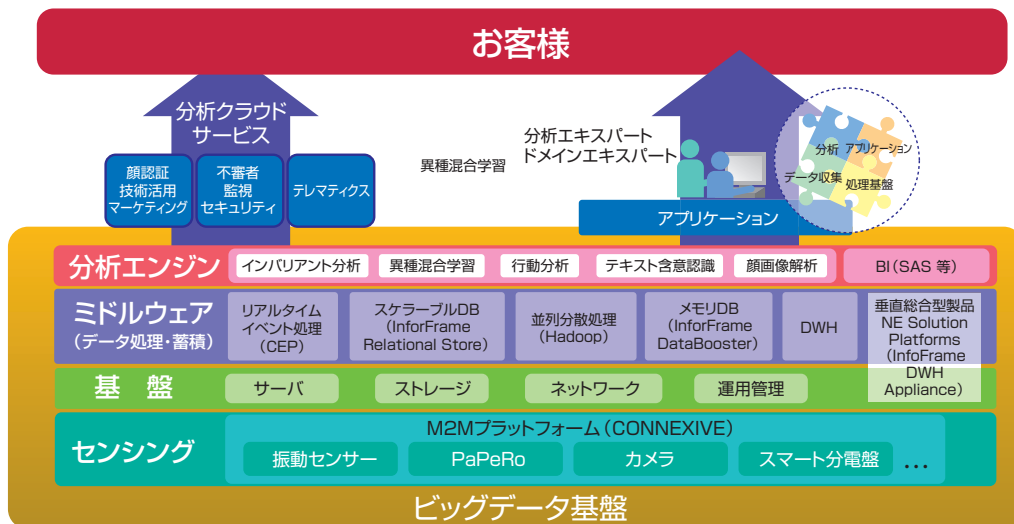 お客様
分析クラウド
サービス
顔認証
技術活用
マーケティング
不審者
監視
セキュリティ
テレマティクス
異種混合学習
分析エキスパート
ドメインエキスパート
分析
アプリケーション
データ収集
処理基盤
アプリケーション
分析エンジン
インバリアント分析
異種混合学習
行動分析
テキスト含意認識
顔画像解析
BI(SAS 等)
ミドルウェア
(データ処理・蓄積)
リアルタイム
イベント処理
(CEP)
スケラーブルDB
(InforFrame
Relational Store)
並列分散処理
(Hadoop)
メモリDB
(InforFrame
DataBooster)
DWH
垂直総合型製品
NE Solution
Platforms
(InfoFrame
DWH
Appliance)
基 盤
サーバ
ストレージ
ネットワーク
運用管理
センシング
M2Mプラットフォーム(CONNEXIVE)
振動センサー
PaPeRo
カメラ
スマート分電盤
...
ビッグデータ基盤